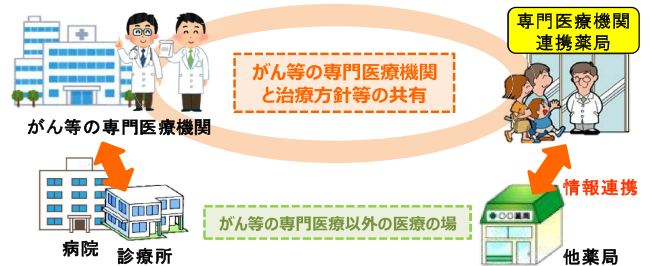 専門医療機関
連携薬局
がん等の専門医療機関
と治療方針等の共有
がん等の専門医療機関
情報連携
がん等の専門医療以外の医療の場
○○薬局
病院
診療所
他薬局